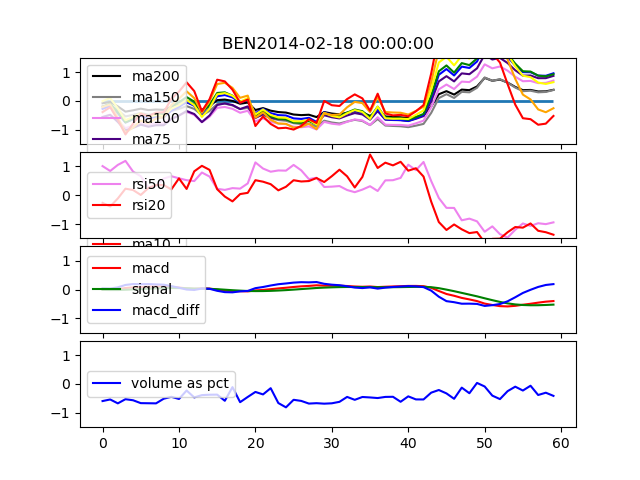 BEN2014-02-18 00:00:00
1
0
−1
ma200
ma150
ma100
ma75
1
0
−1
rsi50
rsi20
ma10
1
0
−1
macd
signal
macd_diff
1
0
−1
volume as pct
0 10 20 30 40 50 60